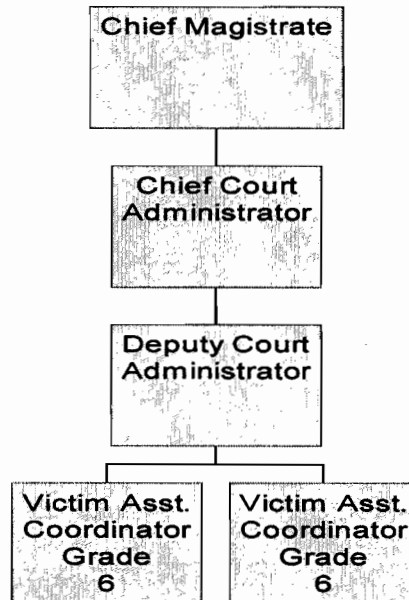 Chief Magistrate
Chief Court
Administrator
Deputy Court
Administrator
Victim Asst.
Coordinator
Grade
6
Victim Asst.
Coordinator
Grade
6